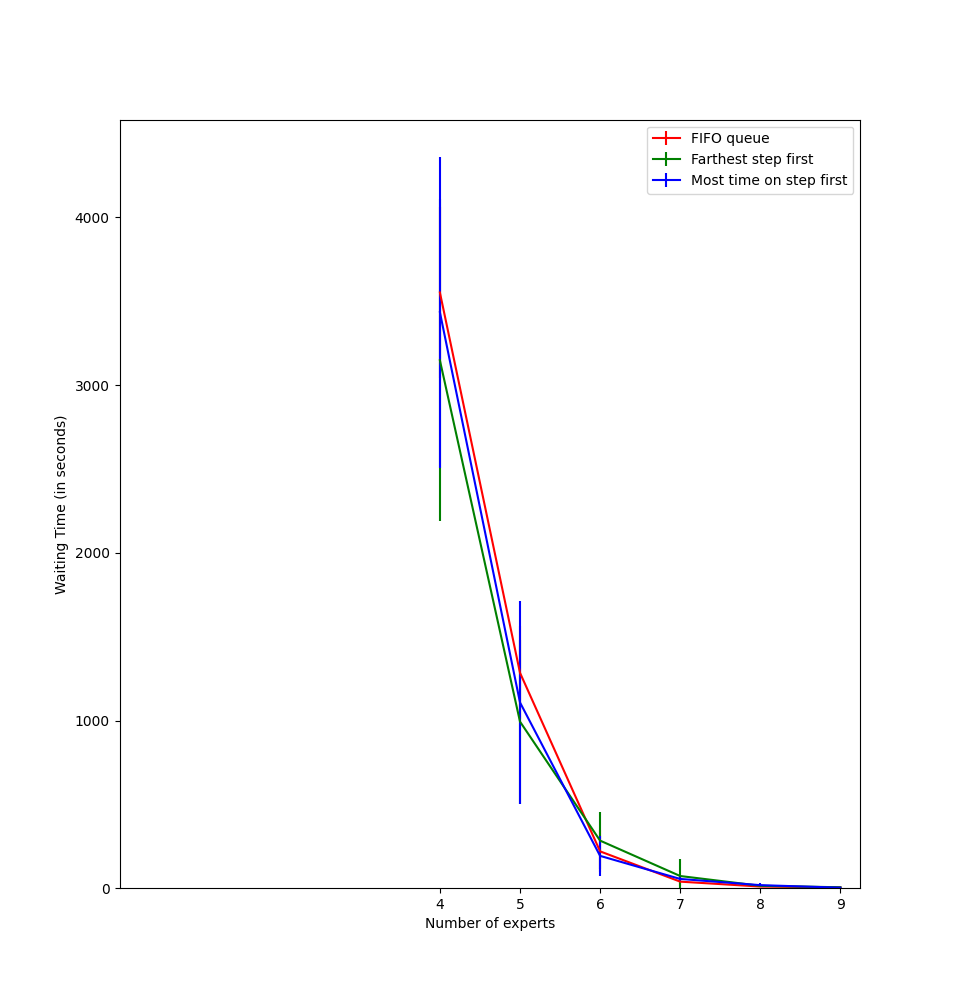 FIFO queue
Farthest step first
Most time on step first
4000
3000
2000
1000
0
Waiting Time (in seconds)
4 5 6 7 8 9
Number of experts